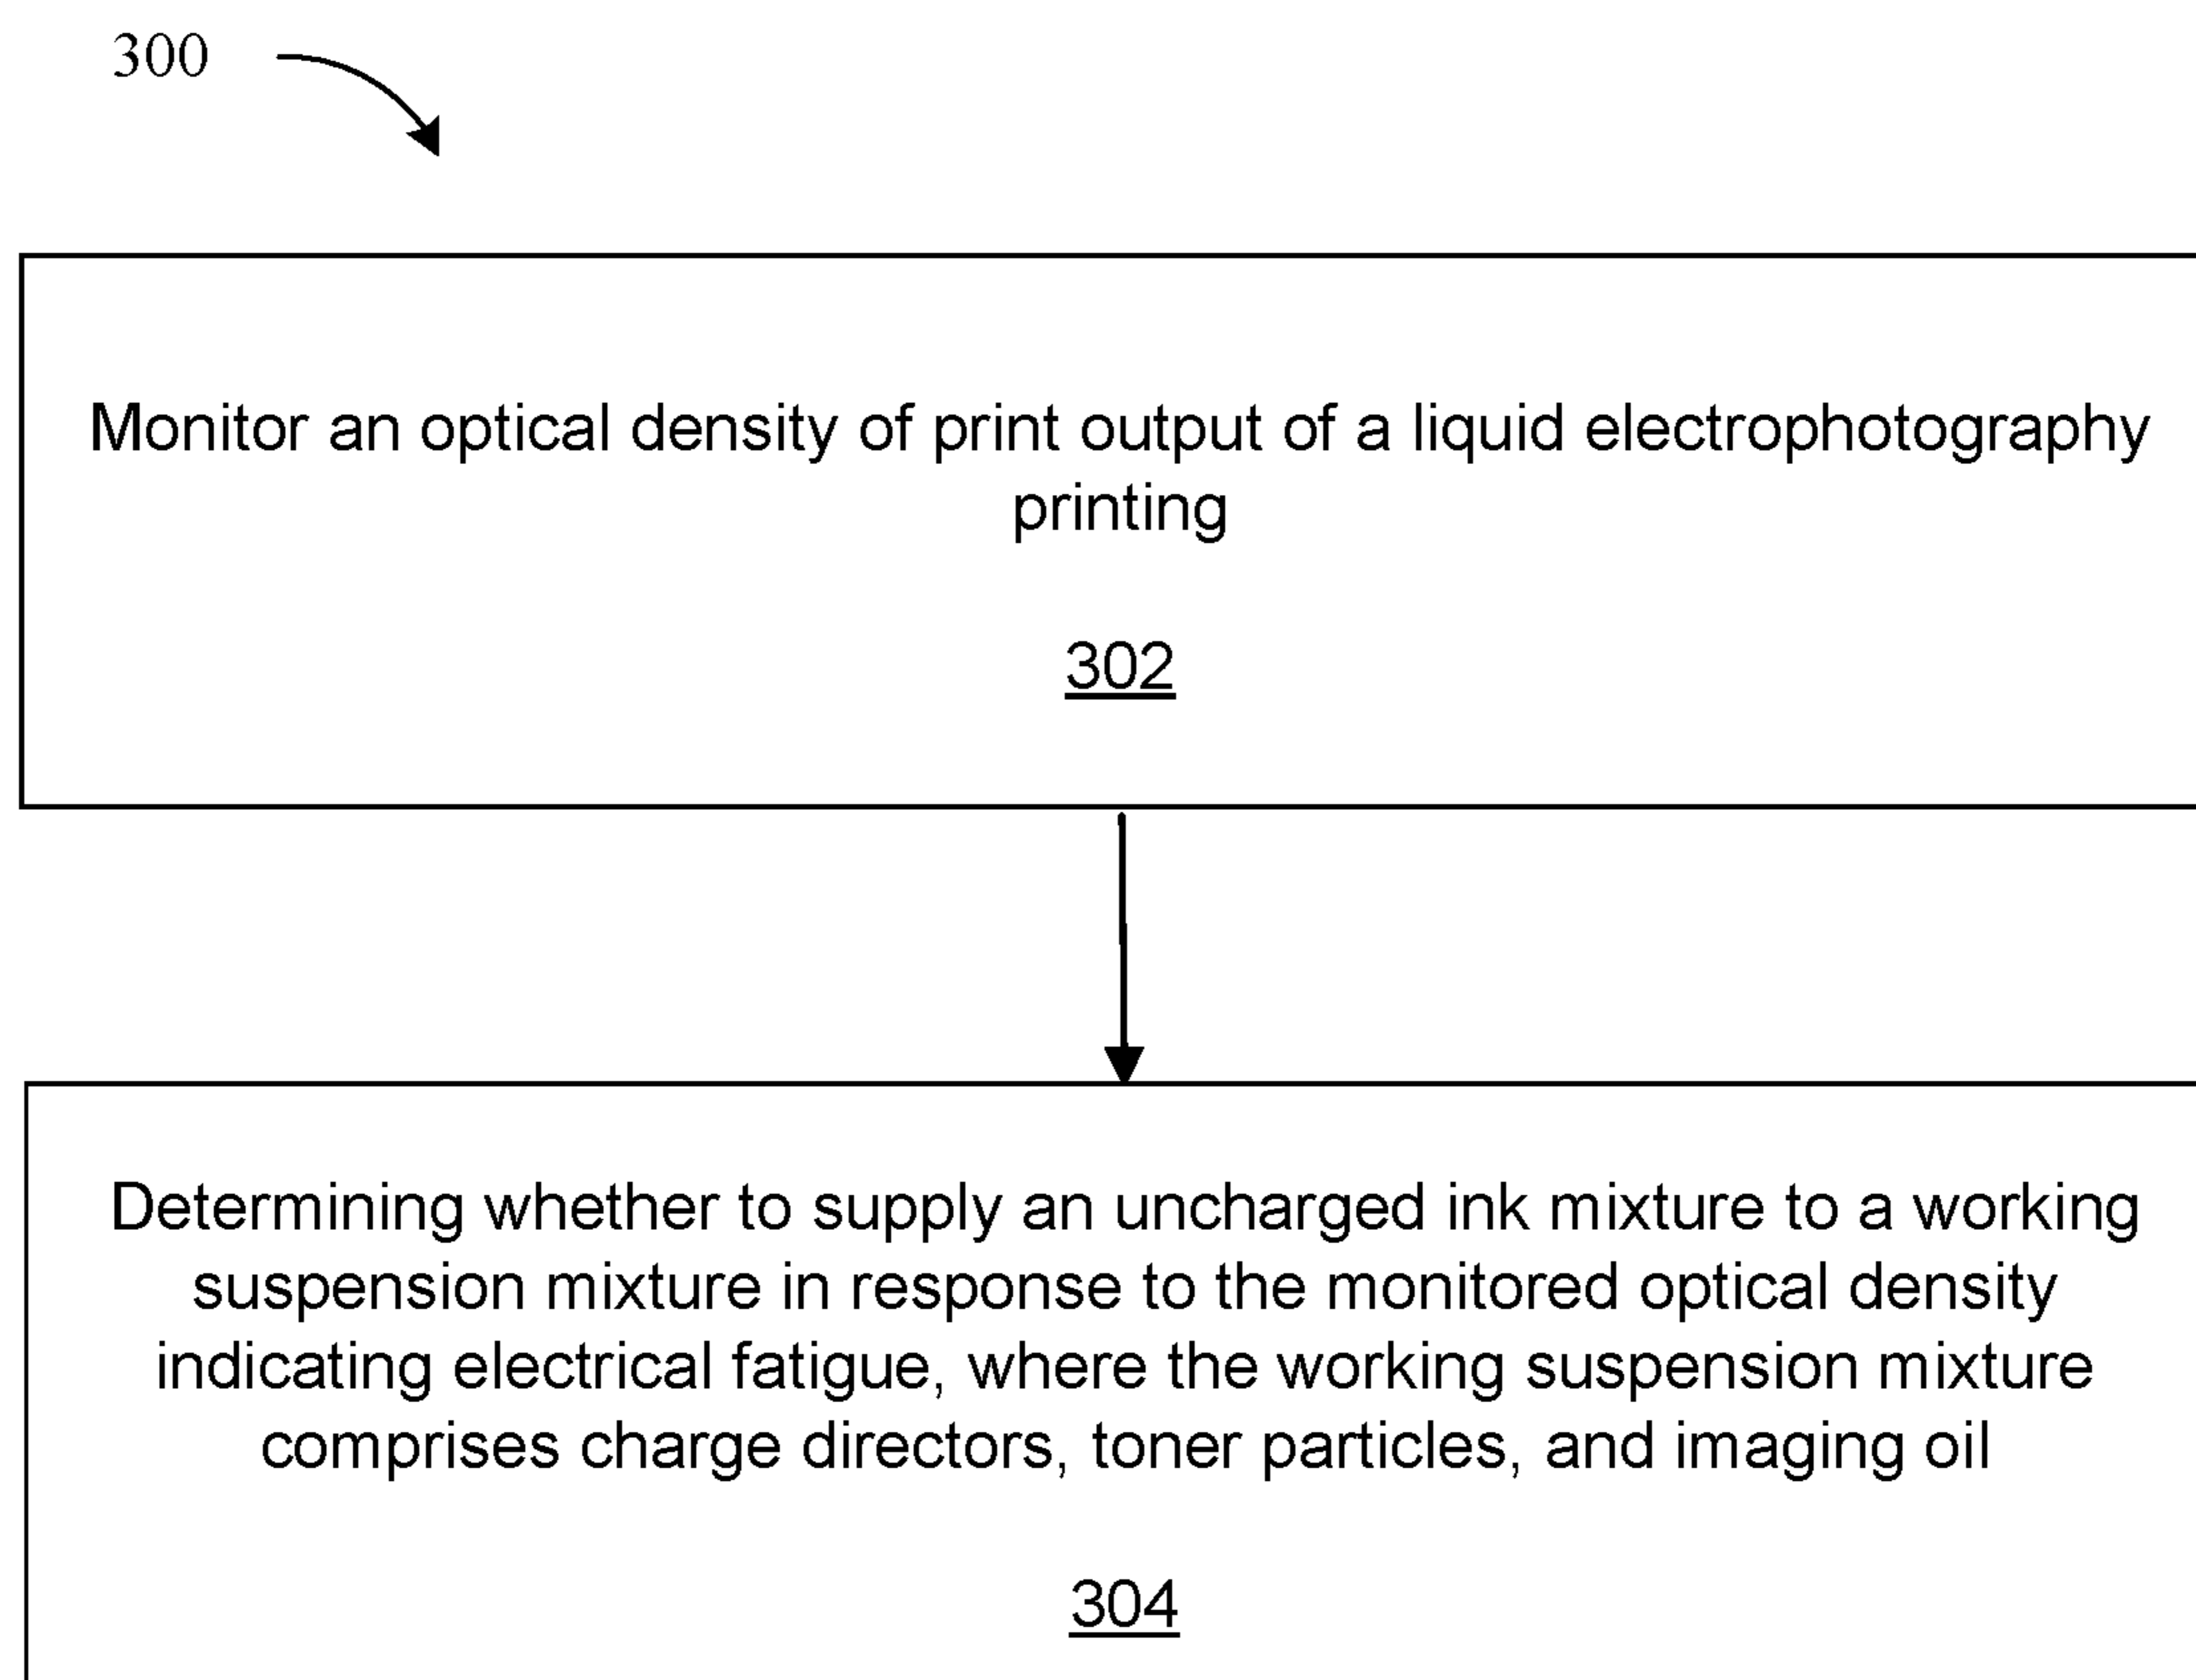 300
Monitor an optical density of print output of a liquid electrophotography
printing
302
Determining whether to supply an uncharged ink mixture to a working
suspension mixture in response to the monitored optical density
indicating electrical fatigue, where the working suspension mixture
comprises charge directors, toner particles, and imaging oil
304